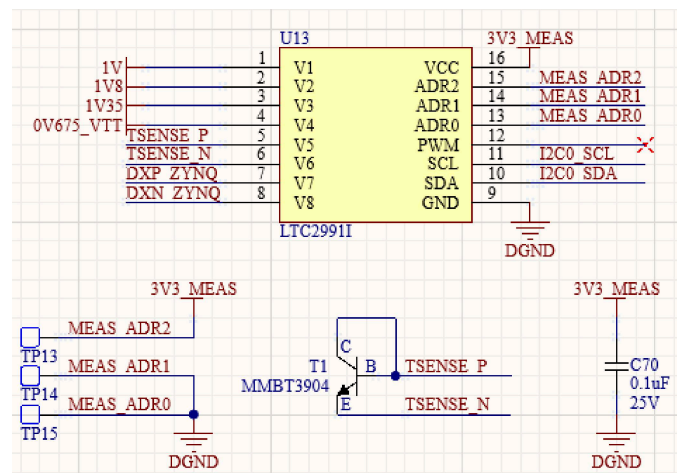 U13
3V3_MEAS
1V 1 V1 VCC 16
1V8 2 V2 ADR2 15 MEAS_ADR2
1V35 3 V3 ADR1 14 MEAS_ADR1
0V675_VTT 4 V4 ADR0 13 MEAS_ADR0
TSENSE_P 5 V5 PWM 12
TSENSE_N 6 V6 SCL 11 I2C0_SCL
DXP_ZYNQ 7 V7 SDA 10 I2C0_SDA
DXN_ZYNQ 8 V8 GND 9
LTC2991I
DGND
3V3_MEAS
MEAS_ADR2
TP13
MEAS_ADR1
TP14
MEAS_ADR0
TP15
DGND
C
T1 B TSENSE_P
MMBT3904
E TSENSE_N
3V3_MEAS
C70
0.1uF
25V
DGND